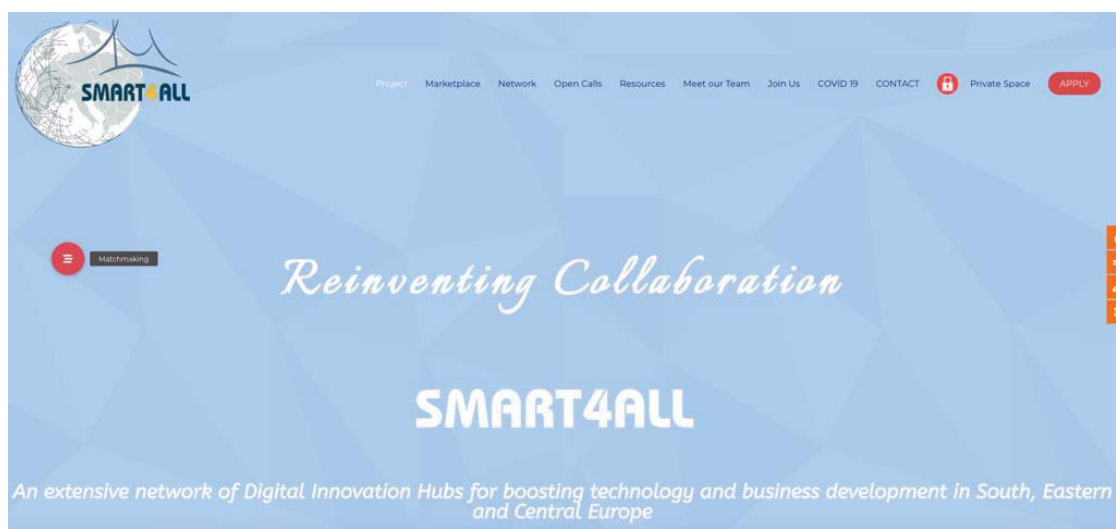 SMART4ALL
Project Marketplace Network Open Calls Resources Meet our Team Join Us COVID 19 CONTACT Private Space APPLY
Matchmaking
Reinventing Collaboration
SMART4ALL
An extensive network of Digital Innovation Hubs for boosting technology and business development in South, Eastern
and Central Europe